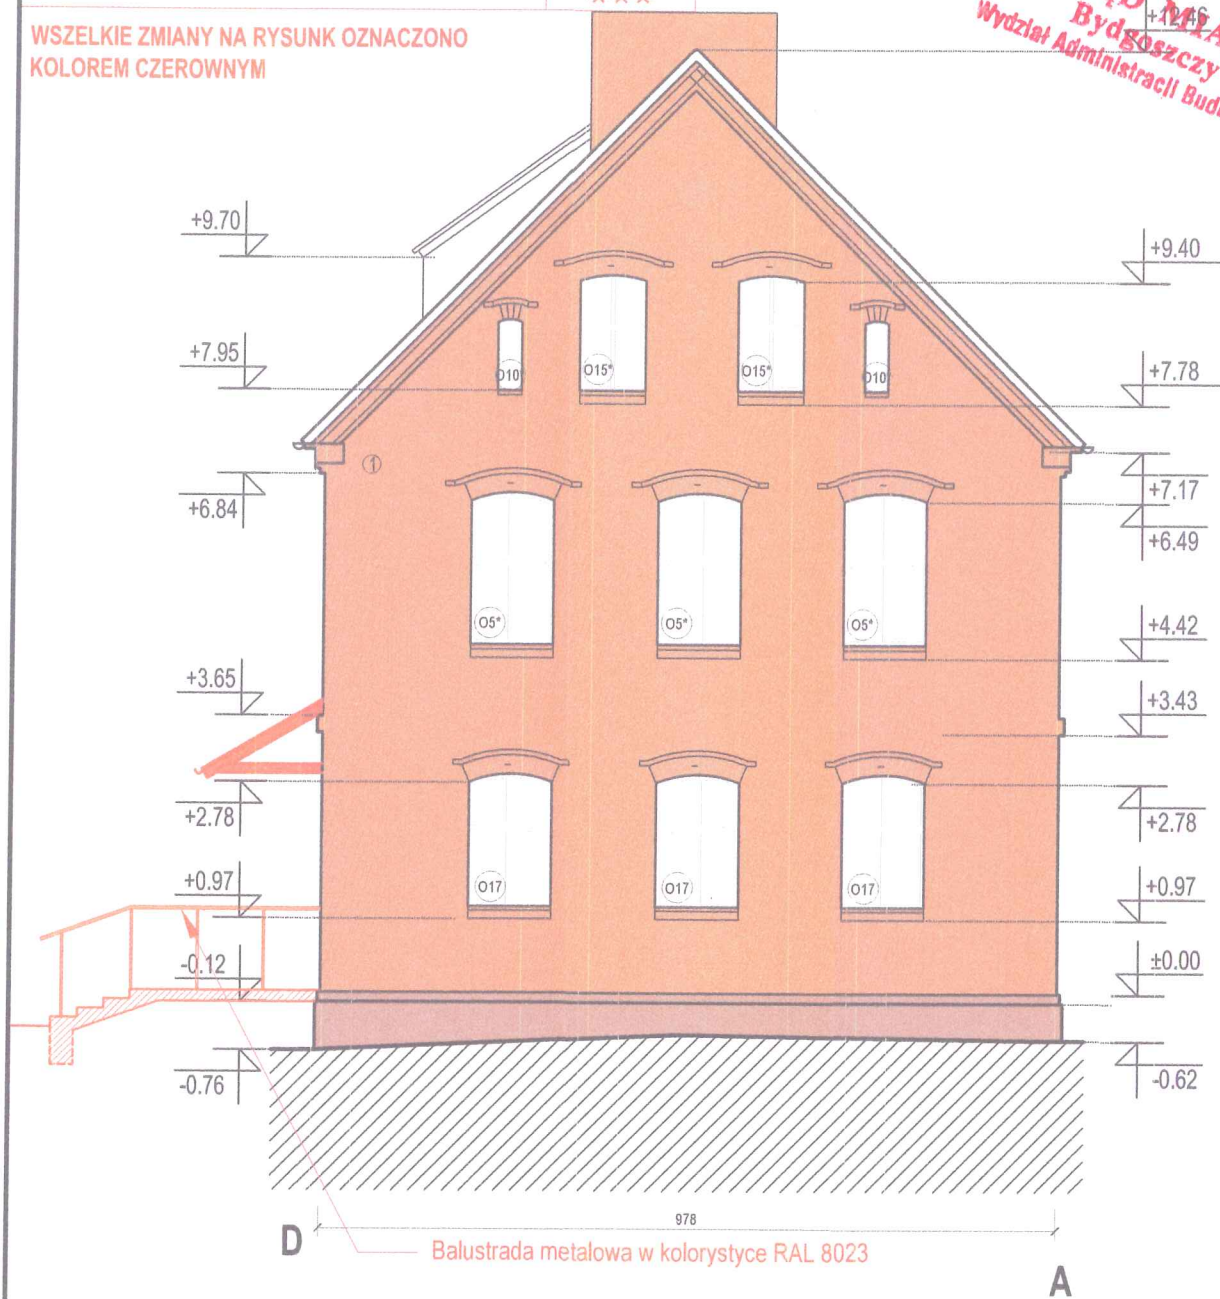 WSZELKIE ZMIANY NA RYSUNK OZNACZONO
KOLOREM CZEROWNYM
Bydgoszczy
Wydział Administracji
+12.46
+9.70
+9.40
+7.95
O10
O15*
O15*
O10
+7.78
1
+6.84
+7.17
+6.49
O5*
O5*
O5*
+4.42
+3.65
+3.43
+2.78
+2.78
+0.97
O17
O17
O17
+0.97
-0.12
±0.00
-0.76
-0.62
978
D
Balustrada metalowa w kolorystyce RAL 8023
A